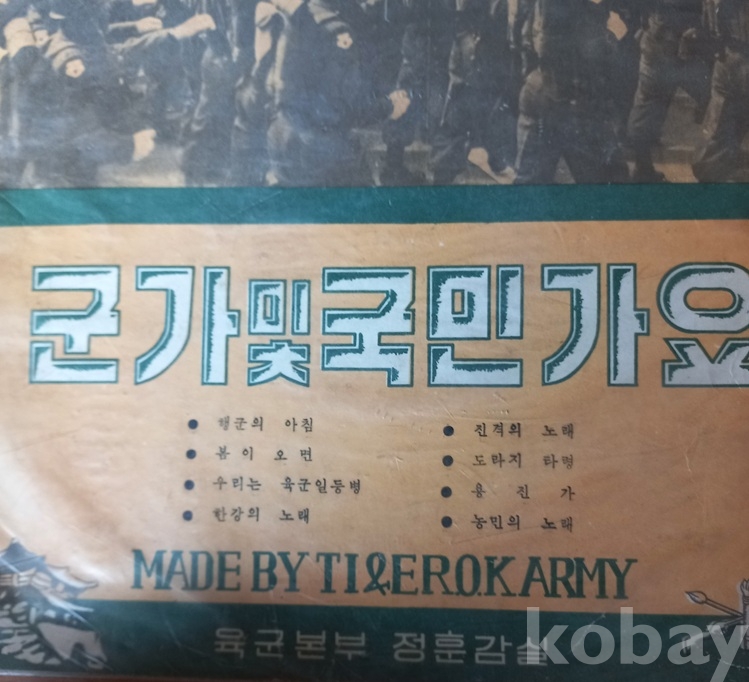 군가및국민가요
● 행군의 아침
● 봄이 오면
● 우리는 육군일등병
● 한강의 노래
● 진격의 노래
● 도라지 타령
● 용진가
● 농민의 노래
MADE BY TIGER O.K ARMY
육군본부 정훈감실
kobay